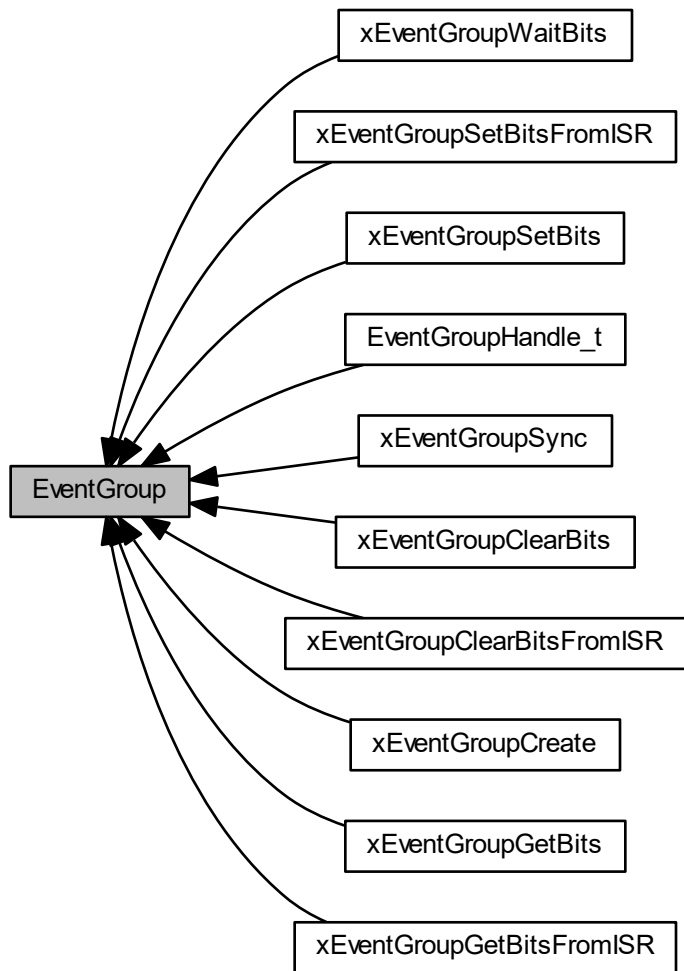 xEventGroupWaitBits
xEventGroupSetBitsFromISR
xEventGroupSetBits
EventGroupHandle_t
xEventGroupSync
EventGroup
xEventGroupClearBits
xEventGroupClearBitsFromISR
xEventGroupCreate
xEventGroupGetBits
xEventGroupGetBitsFromISR